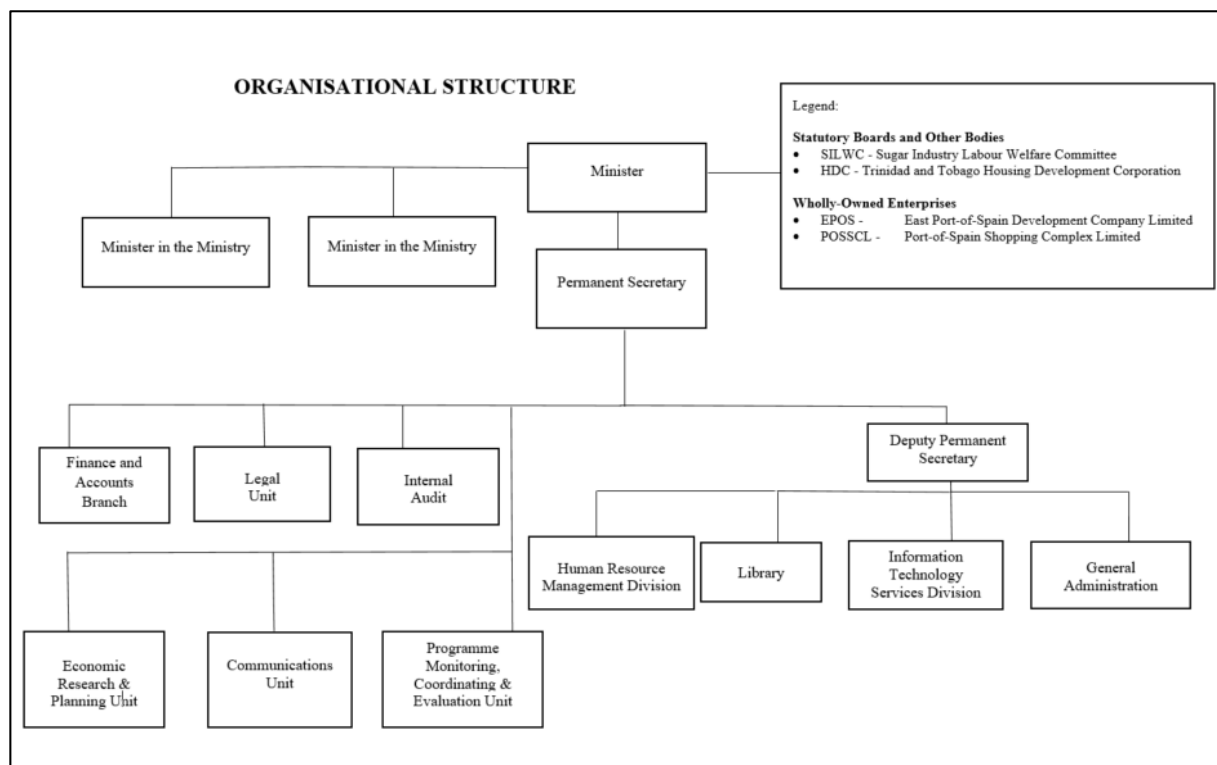 ORGANISATIONAL STRUCTURE
Legend:
Statutory Boards and Other Bodies
• SILWC - Sugar Industry Labour Welfare Committee
• HDC - Trinidad and Tobago Housing Development Corporation
Wholly-Owned Enterprises
• EPOS - East Port-of-Spain Development Company Limited
• POSSCL - Port-of-Spain Shopping Complex Limited
Minister
Minister in the Ministry
Minister in the Ministry
Permanent Secretary
Finance and
Accounts
Branch
Legal
Unit
Internal
Audit
Deputy Permanent
Secretary
Human Resource
Management Division
Library
Information
Technology
Services Division
General
Administration
Economic
Research &
Planning Unit
Communications
Unit
Programme
Monitoring,
Coordinating &
Evaluation Unit